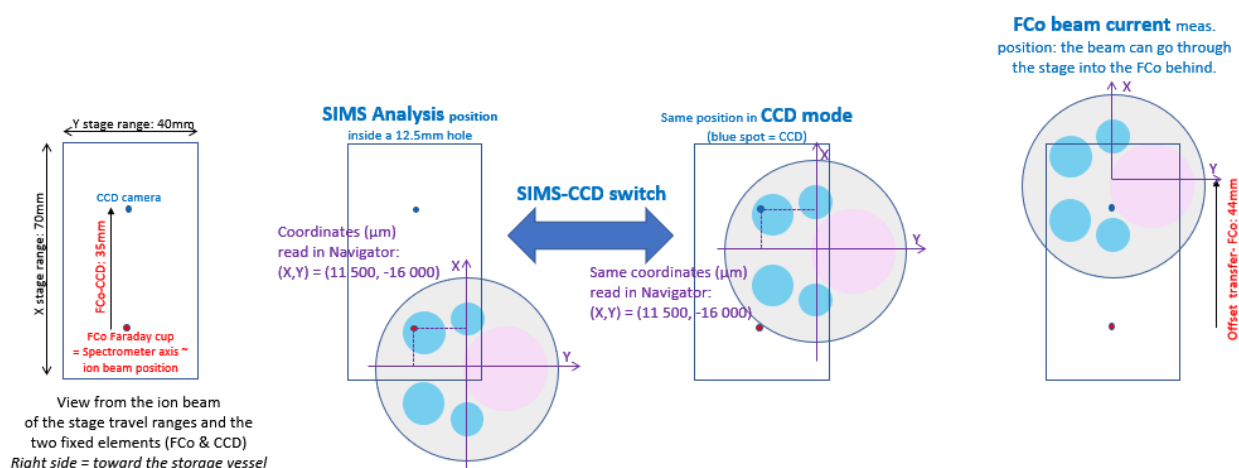 Y stage range: 40mm
X stage range: 70mm
CCD camera
FCo-CCD: 35mm
FCo Faraday cup
= Spectrometer axis ~
ion beam position
View from the ion beam
of the stage travel ranges and the
two fixed elements (FCo & CCD)
Right side = toward the storage vessel
SIMS Analysis position
inside a 12.5mm hole
Coordinates (µm)
read in Navigator:
(X,Y) = (11 500, -16 000)
X
Y
SIMS-CCD switch
Same position in CCD mode
(blue spot = CCD)
Same coordinates (µm)
read in Navigator:
(X,Y) = (11 500, -16 000)
X
Y
FCo beam current meas.
position: the beam can go through
the stage into the FCo behind.
X
Y
Offset transfer- FCo: 44mm